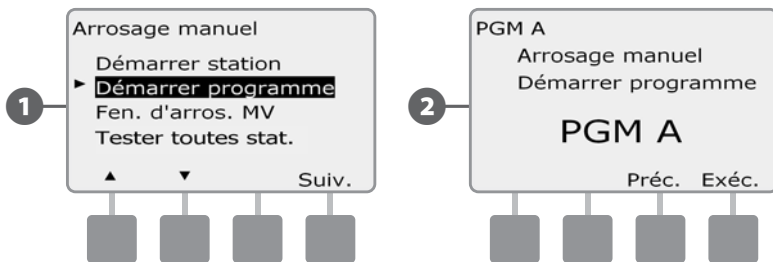 1
Arrosage manuel
Démarrer station
► Démarrer programme
Fen. d'arros. MV
Tester toutes stat.
▲ ▼ Suiv.
2
PGM A
Arrosage manuel
Démarrer programme
PGM A
Préc. Exéc.